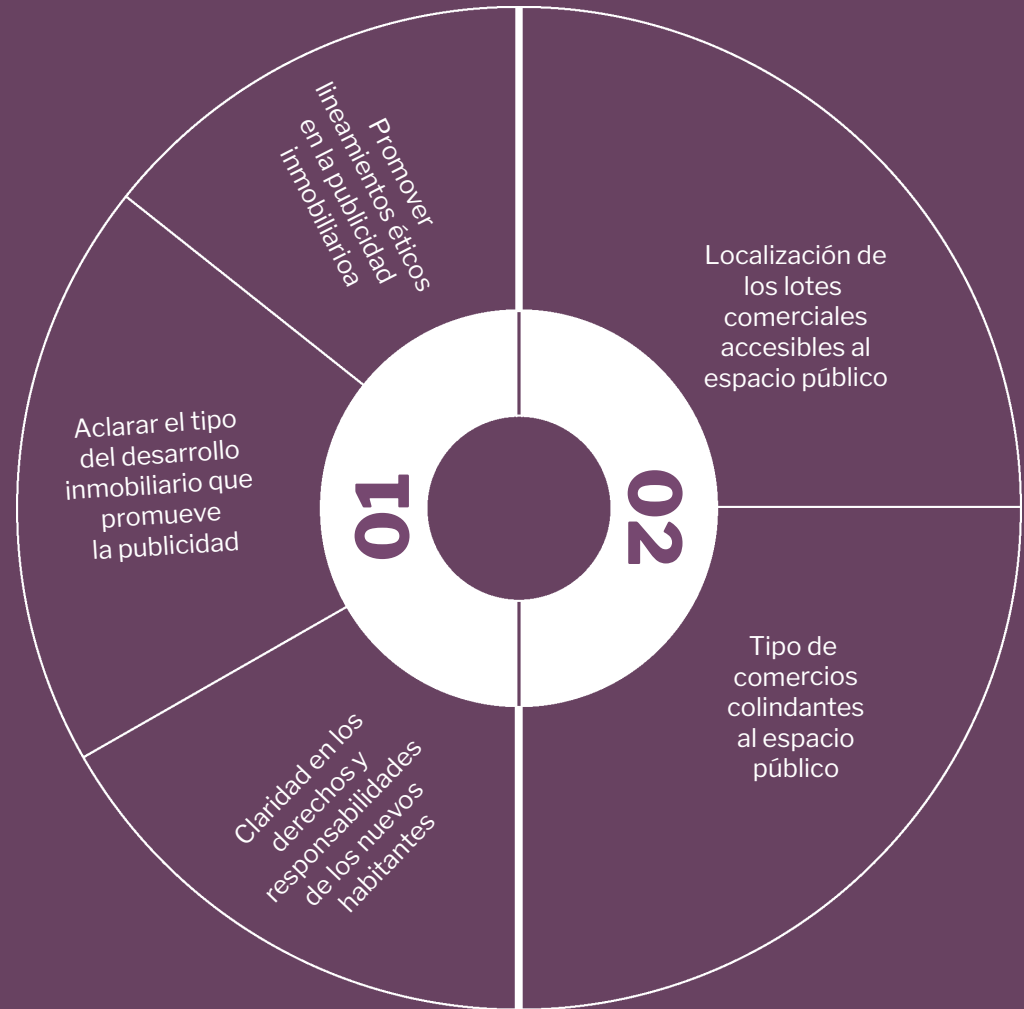 01
Promover
lineamientos éticos
en la publicidad
inmobiliarioa
Aclarar el tipo
del desarrollo
inmobiliario que
promueve
la publicidad
Claridad en los
derechos y
responsabilidades
de los nuevos
habitantes
02
Localización de
los lotes
comerciales
accesibles al
espacio público
Tipo de
comercios
colindantes
al espacio
público